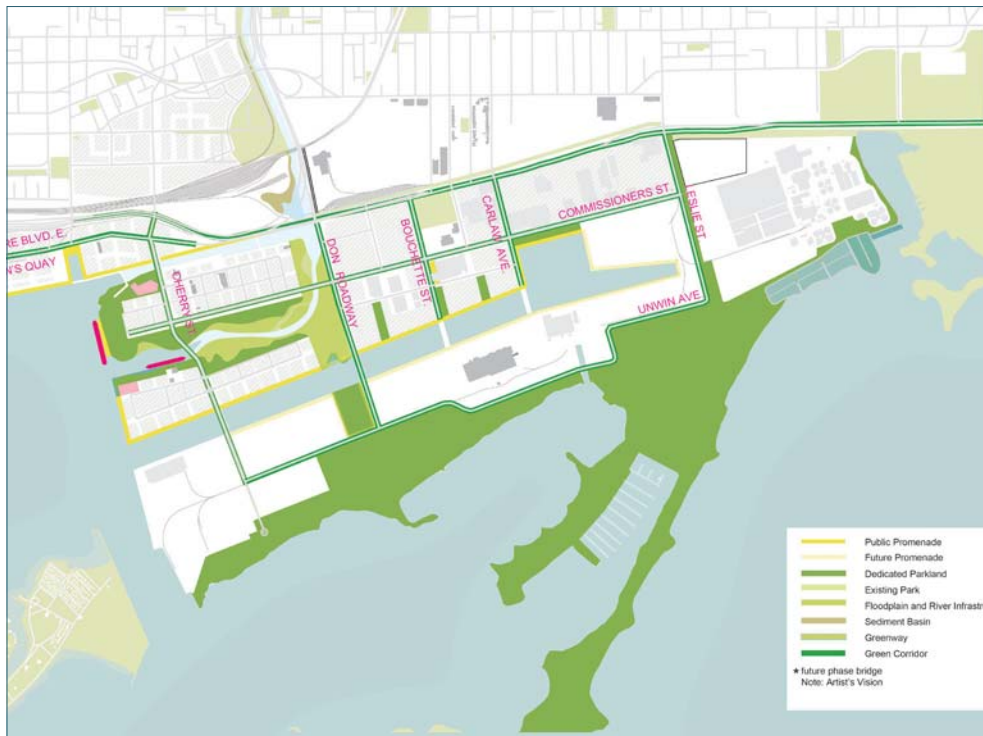 RE BLVD. E.
N'S QUAY
CHERRY ST.
DON ROADWAY
BOUCHETTE ST.
CARLAW AVE.
COMMISSIONERS ST.
LESLIE ST.
UNWIN AVE.
Public Promenade
Future Promenade
Dedicated Parkland
Existing Park
Floodplain and River Infrastr
Sediment Basin
Greenway
Green Corridor
* future phase bridge
Note: Artist's Vision